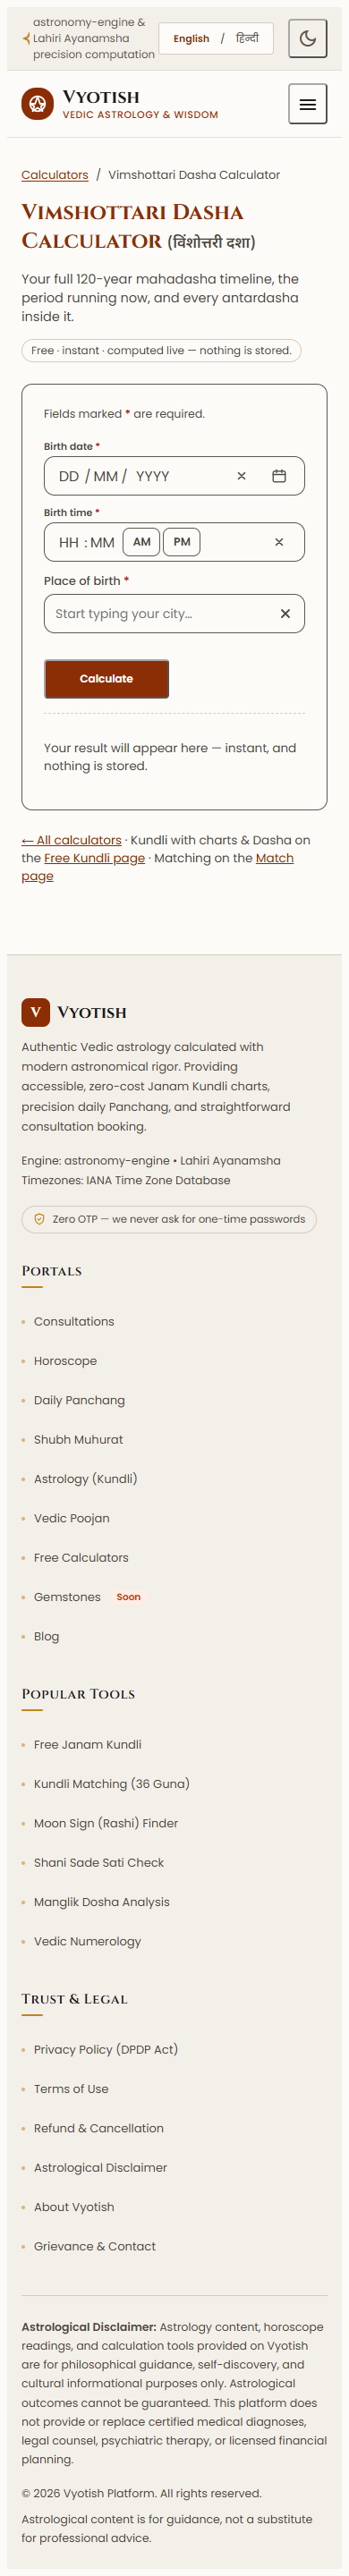 astronomy-engine &
Lahiri Ayanamsha
precision computation
English / हिन्दी
Vyotish
VEDIC ASTROLOGY & WISDOM
Calculators / Vimshottari Dasha Calculator
Vimshottari Dasha
Calculator (विंशोत्तरी दशा)
Your full 120-year mahadasha timeline, the
period running now, and every antardasha
inside it.
Free · instant · computed live — nothing is stored.
Fields marked * are required.
Birth date *
DD / MM / YYYY
Birth time *
HH : MM AM PM
Place of birth *
Start typing your city...
Calculate
Your result will appear here — instant, and
nothing is stored.
← All calculators · Kundli with charts & Dasha on
the Free Kundli page · Matching on the Match
page
V Vyotish
Authentic Vedic astrology calculated with
modern astronomical rigor. Providing
accessible, zero-cost Janam Kundli charts,
precision daily Panchang, and straightforward
consultation booking.
Engine: astronomy-engine • Lahiri Ayanamsha
Timezones: IANA Time Zone Database
Zero OTP — we never ask for one-time passwords
Portals
Consultations
Horoscope
Daily Panchang
Shubh Muhurat
Astrology (Kundli)
Vedic Poojan
Free Calculators
Gemstones Soon
Blog
Popular Tools
Free Janam Kundli
Kundli Matching (36 Guna)
Moon Sign (Rashi) Finder
Shani Sade Sati Check
Manglik Dosha Analysis
Vedic Numerology
Trust & Legal
Privacy Policy (DPDP Act)
Terms of Use
Refund & Cancellation
Astrological Disclaimer
About Vyotish
Grievance & Contact
Astrological Disclaimer: Astrology content, horoscope
readings, and calculation tools provided on Vyotish
are for philosophical guidance, self-discovery, and
cultural informational purposes only. Astrological
outcomes cannot be guaranteed. This platform does
not provide or replace certified medical diagnoses,
legal counsel, psychiatric therapy, or licensed financial
planning.
© 2026 Vyotish Platform. All rights reserved.
Astrological content is for guidance, not a substitute
for professional advice.